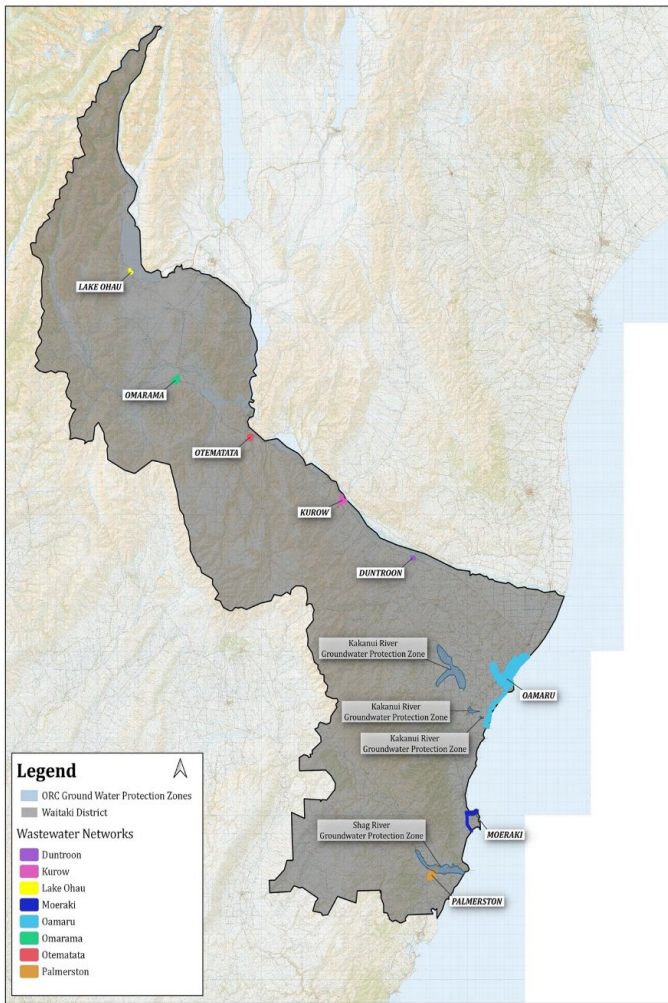 LAKE OHAU
OMARAMA
OTEMATATA
KUROW
DUNTROON
Kakanui River
Groundwater Protection Zone
OAMARU
Kakanui River
Groundwater Protection Zone
Kakanui River
Groundwater Protection Zone
MOERAKI
Shag River
Groundwater Protection Zone
PALMERSTON
Legend
ORC Ground Water Protection Zones
Waitaki District
Wastewater Networks
Duntroon
Kurow
Lake Ohau
Moeraki
Oamaru
Omarama
Otematata
Palmerston